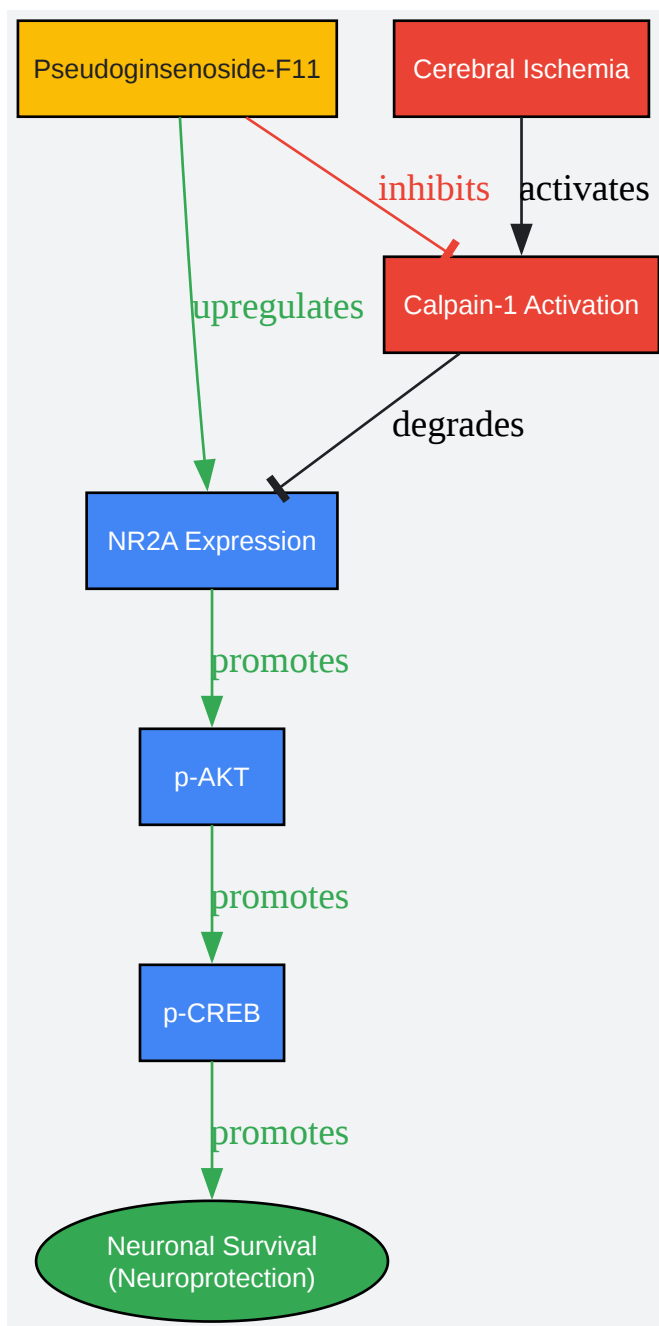 Pseudoginsenoside-F11
Cerebral Ischemia
inhibits
activates
upregulates
Calpain-1 Activation
degrades
NR2A Expression
promotes
p-AKT
promotes
p-CREB
promotes
Neuronal Survival
(Neuroprotection)